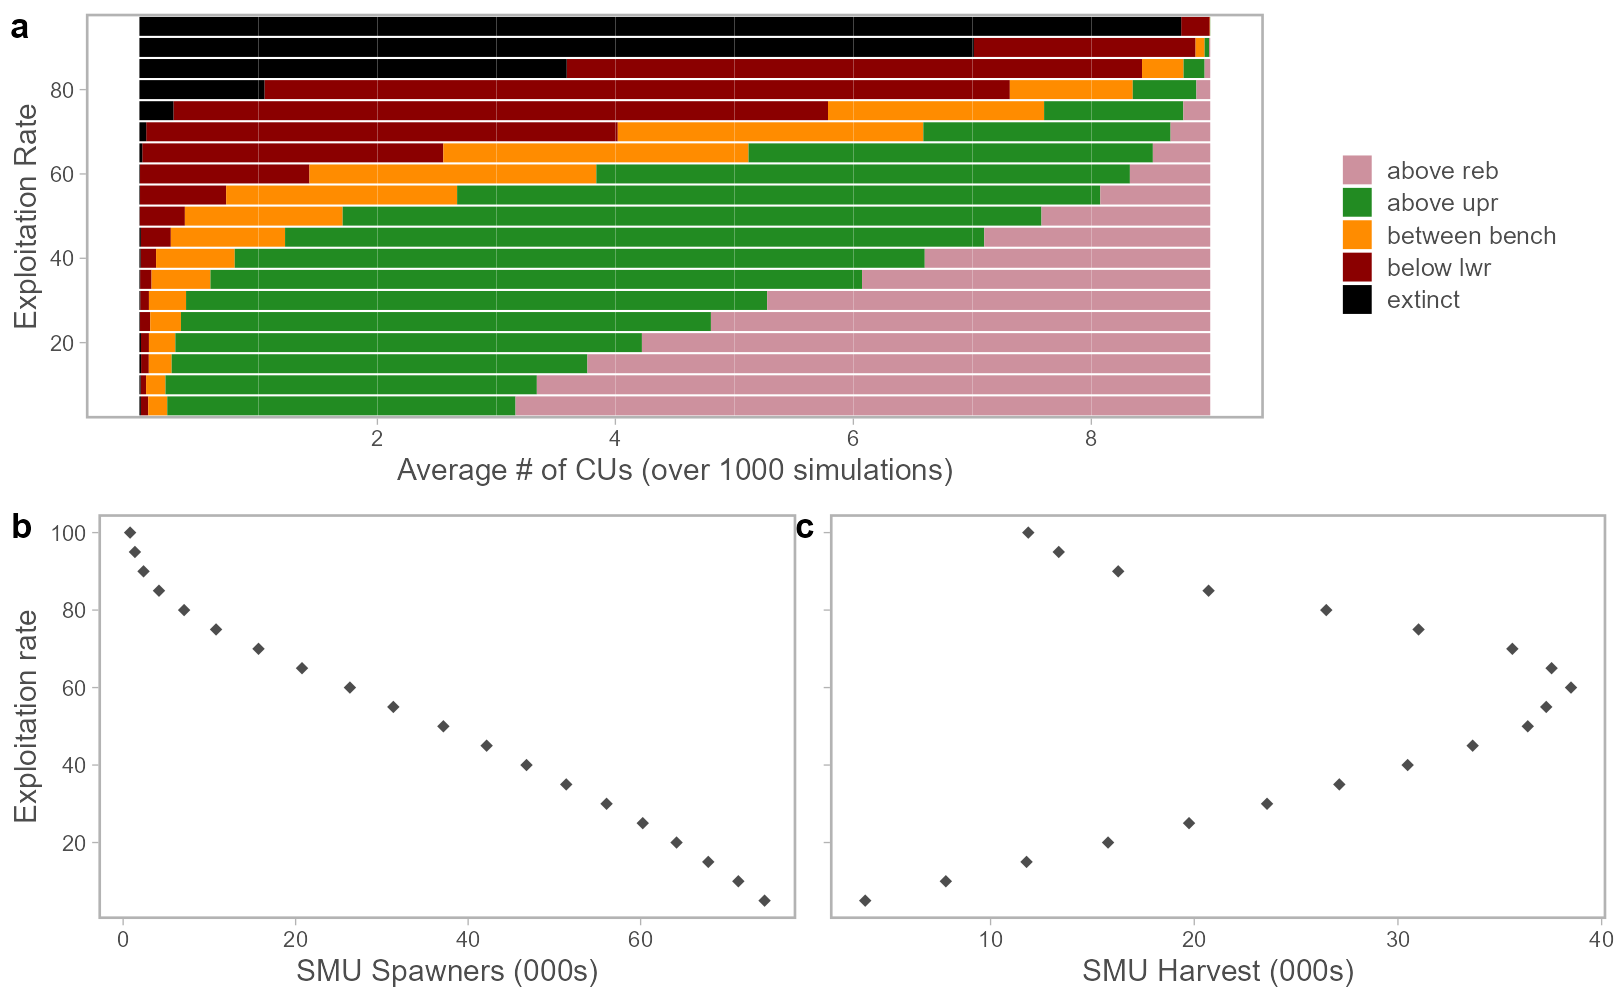 a
Exploitation Rate
80
60
40
20
2 4 6 8
Average # of CUs (over 1000 simulations)
above reb
above upr
between bench
below lwr
extinct
b
Exploitation rate
100
80
60
40
20
0 20 40 60
SMU Spawners (000s)
c
10 20 30 40
SMU Harvest (000s)